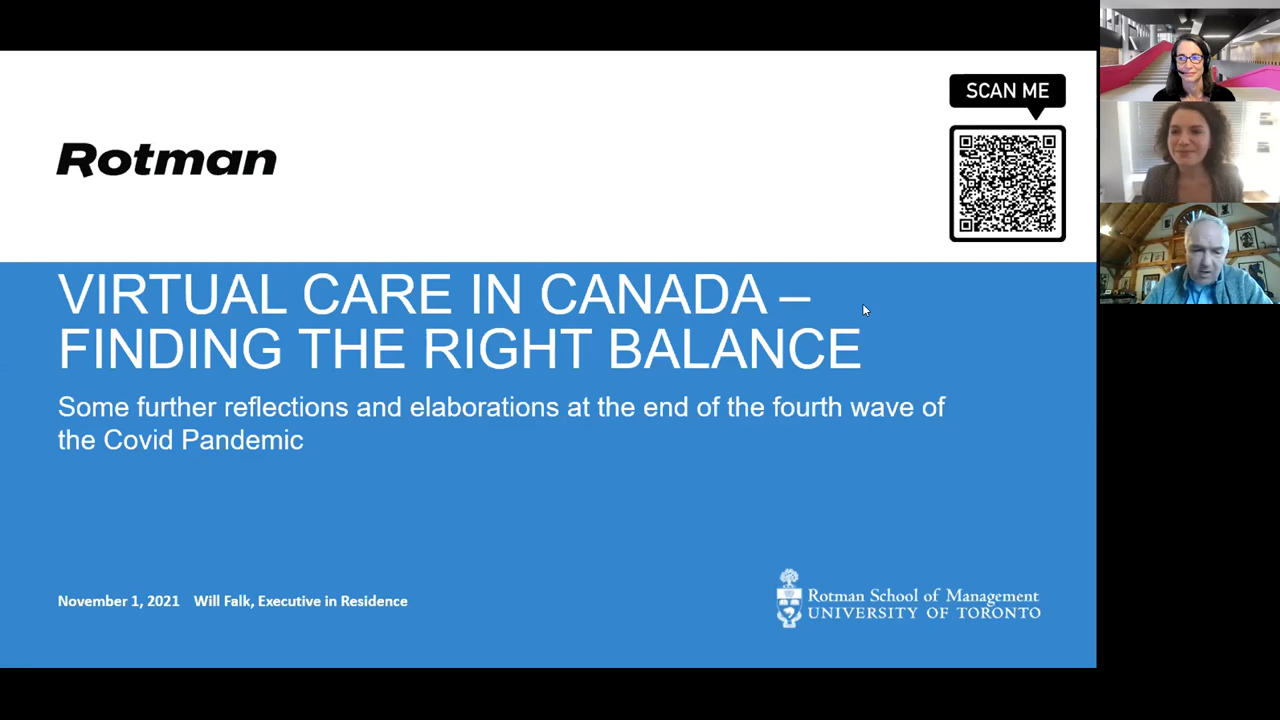 SCAN ME
Rotman
VIRTUAL CARE IN CANADA –
FINDING THE RIGHT BALANCE
Some further reflections and elaborations at the end of the fourth wave of
the Covid Pandemic
November 1, 2021 Will Falk, Executive in Residence
Rotman School of Management
UNIVERSITY OF TORONTO